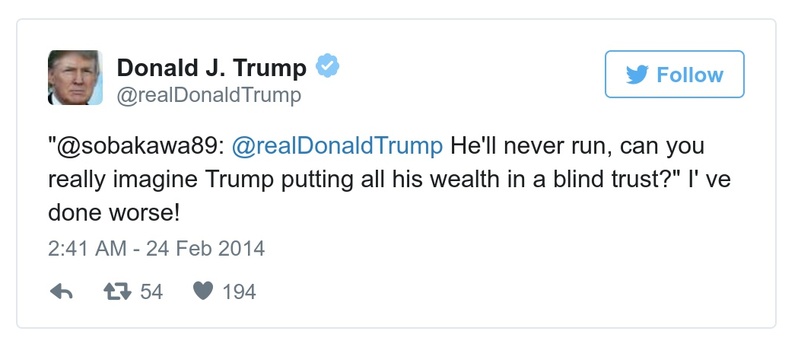 Donald J. Trump
@realDonaldTrump
Follow
"@sobakawa89: @realDonaldTrump He'll never run, can you
really imagine Trump putting all his wealth in a blind trust?" I' ve
done worse!
2:41 AM - 24 Feb 2014
54 194